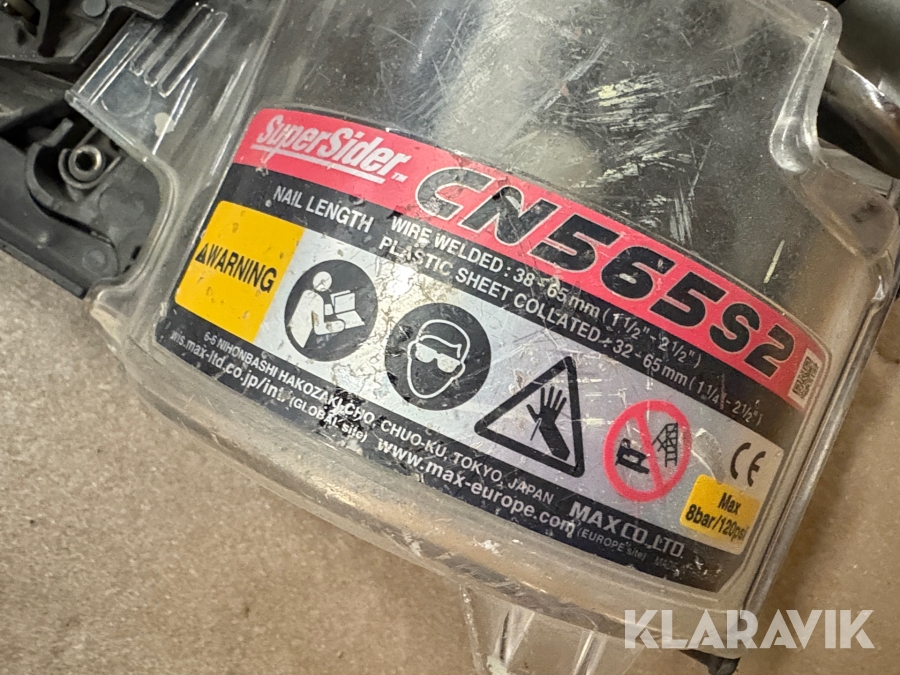 SuperSider™
CN565S2
NAIL LENGTH
WIRE WELDED : 38-65mm (1 1/2" - 2 1/2")
PLASTIC SHEET COLLATED : 32-65mm (1 1/4" - 2 1/2")
WARNING
CE
Max
8bar/120psi
6-6 NIHONBASHI HAKOZAKI-CHO, CHUO-KU, TOKYO, JAPAN
MAX CO., LTD.
wis.max-ltd.co.jp/int. (GLOBAL site)
www.max-europe.com (EUROPE site)
KLARAVIK